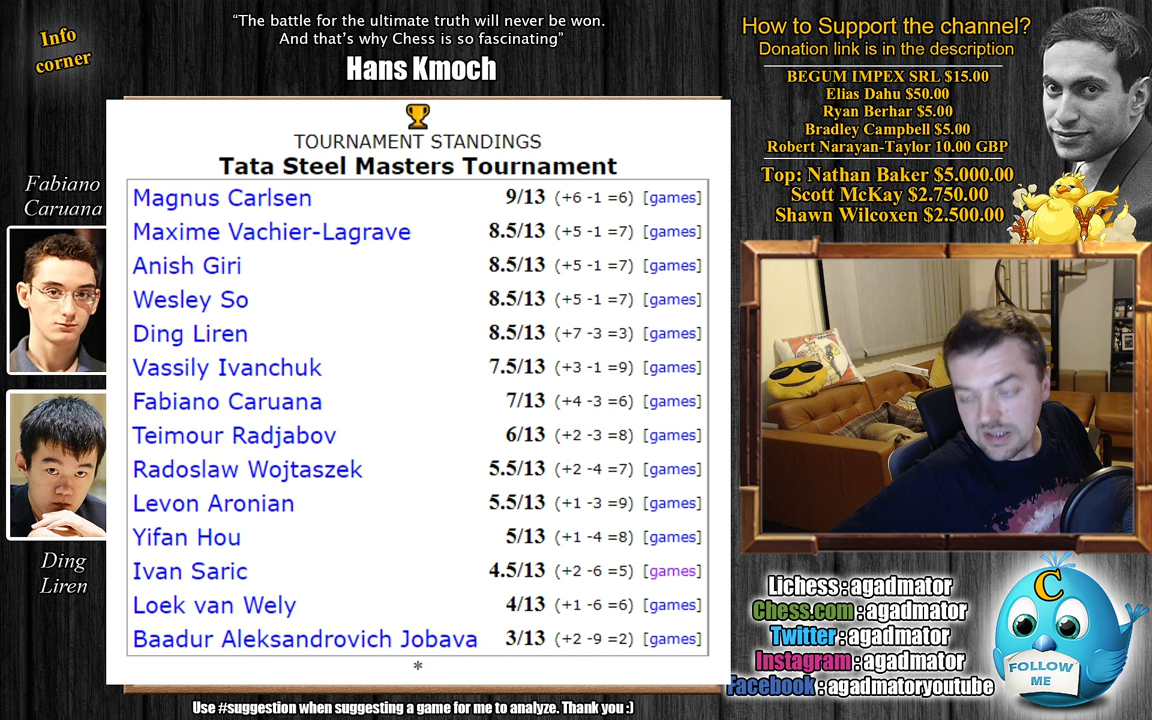 Info
corner
“The battle for the ultimate truth will never be won.
And that’s why Chess is so fascinating”
Hans Kmoch
Fabiano
Caruana
Ding
Liren
TOURNAMENT STANDINGS
Tata Steel Masters Tournament
Magnus Carlsen 9/13 (+6 -1 =6) [games]
Maxime Vachier-Lagrave 8.5/13 (+5 -1 =7) [games]
Anish Giri 8.5/13 (+5 -1 =7) [games]
Wesley So 8.5/13 (+5 -1 =7) [games]
Ding Liren 8.5/13 (+7 -3 =3) [games]
Vassily Ivanchuk 7.5/13 (+3 -1 =9) [games]
Fabiano Caruana 7/13 (+4 -3 =6) [games]
Teimour Radjabov 6/13 (+2 -3 =8) [games]
Radoslaw Wojtaszek 5.5/13 (+2 -4 =7) [games]
Levon Aronian 5.5/13 (+1 -3 =9) [games]
Yifan Hou 5/13 (+1 -4 =8) [games]
Ivan Saric 4.5/13 (+2 -6 =5) [games]
Loek van Wely 4/13 (+1 -6 =6) [games]
Baadur Aleksandrovich Jobava 3/13 (+2 -9 =2) [games]
*
Use #suggestion when suggesting a game for me to analyze. Thank you :)
How to Support the channel?
Donation link is in the description
BEGUM IMPEX SRL $15.00
Elias Dahu $50.00
Ryan Berhar $5.00
Bradley Campbell $5.00
Robert Narayan-Taylor 10.00 GBP
Top: Nathan Baker $5.000.00
Scott McKay $2.750.00
Shawn Wilcoxen $2.500.00
Lichess : agadmator
Chess.com : agadmator
Twitter : agadmator
Instagram : agadmator
Facebook : agadmatoryoutube
C
FOLLOW
ME